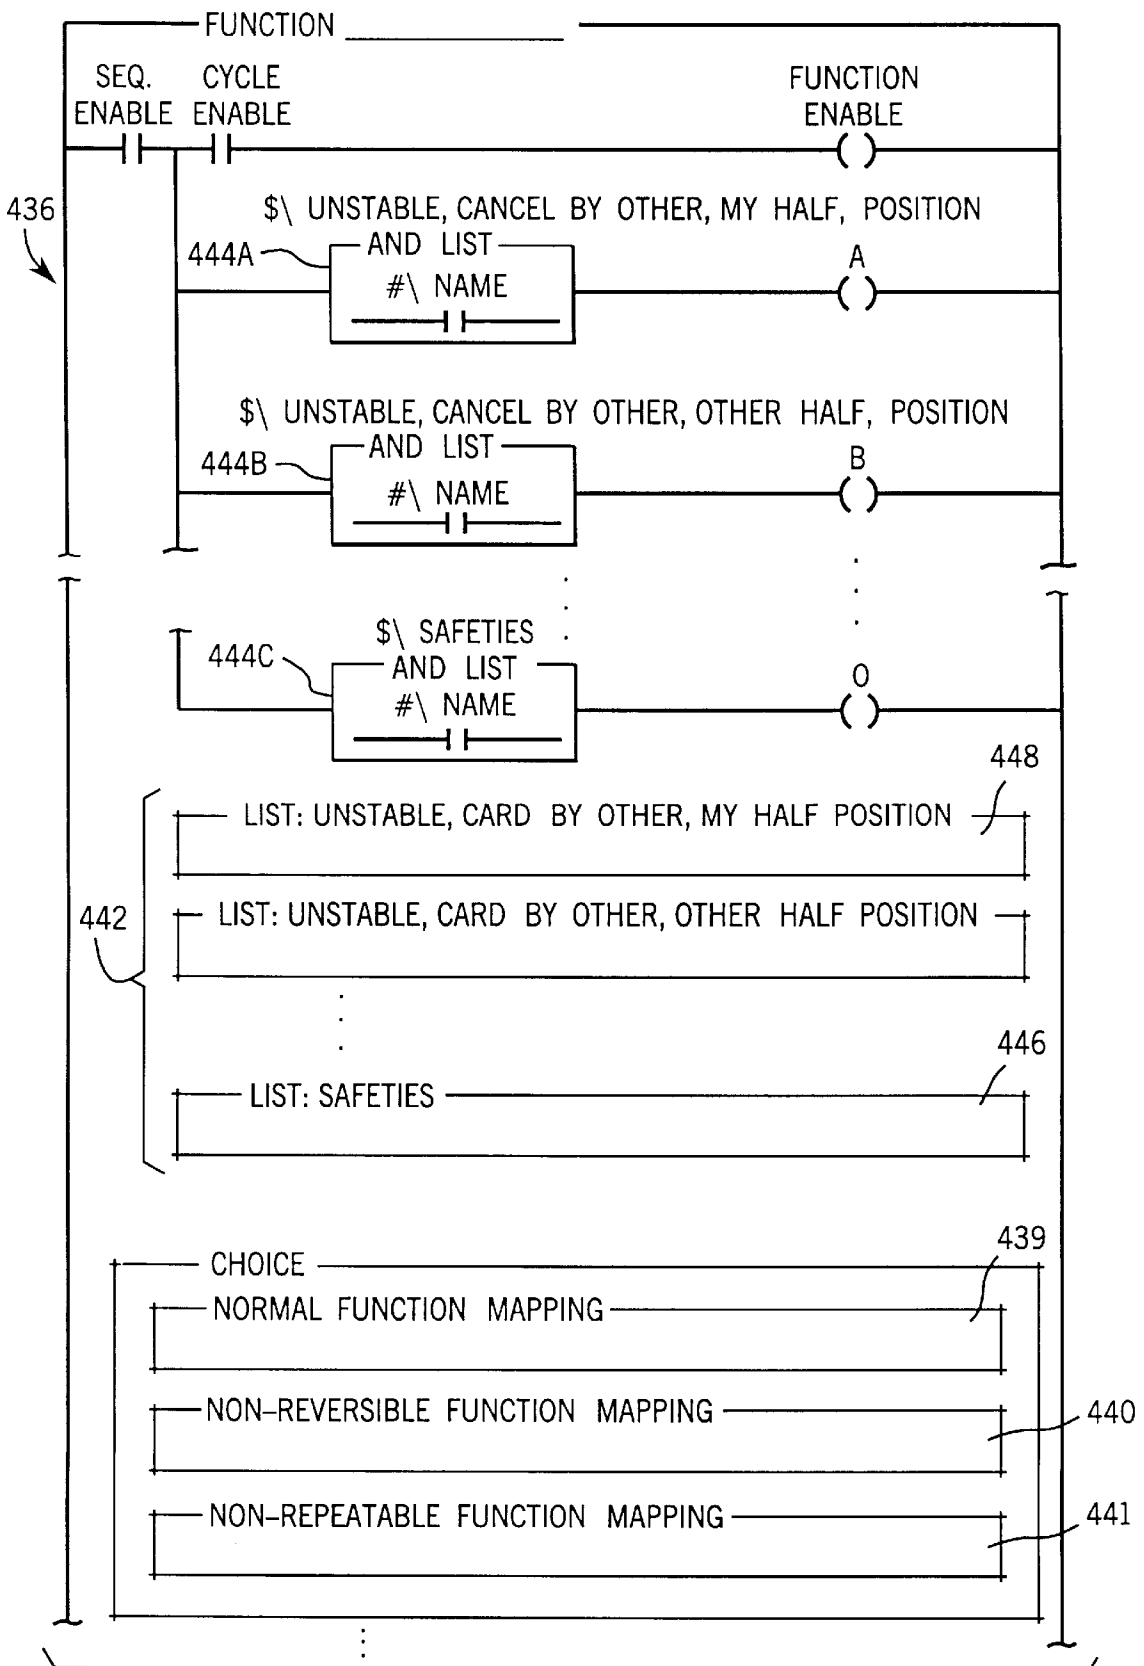 FUNCTION
SEQ. ENABLE
CYCLE ENABLE
FUNCTION ENABLE
436
$\ UNSTABLE, CANCEL BY OTHER, MY HALF, POSITION
444A
AND LIST
#\ NAME
A
$\ UNSTABLE, CANCEL BY OTHER, OTHER HALF, POSITION
444B
AND LIST
#\ NAME
B
$\ SAFETIES
444C
AND LIST
#\ NAME
O
448
LIST: UNSTABLE, CARD BY OTHER, MY HALF POSITION
442
LIST: UNSTABLE, CARD BY OTHER, OTHER HALF POSITION
446
LIST: SAFETIES
439
CHOICE
NORMAL FUNCTION MAPPING
NON–REVERSIBLE FUNCTION MAPPING
440
NON–REPEATABLE FUNCTION MAPPING
441